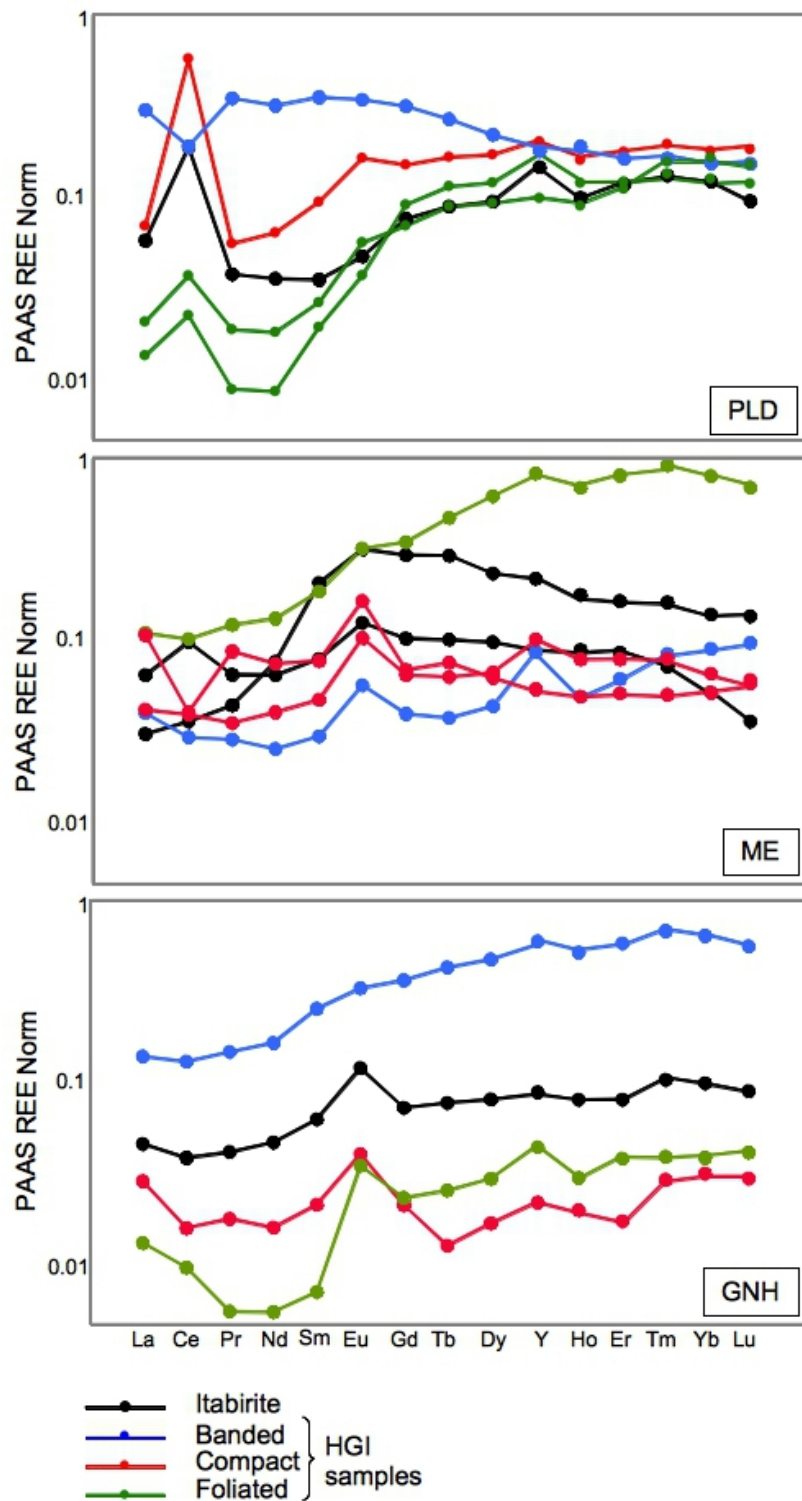 1
PAAS REE Norm
0.1
0.01
PLD
1
PAAS REE Norm
0.1
0.01
ME
1
PAAS REE Norm
0.1
0.01
GNH
La Ce Pr Nd Sm Eu Gd Tb Dy Y Ho Er Tm Yb Lu
Itabirite
Banded
Compact
Foliated
HGI
samples